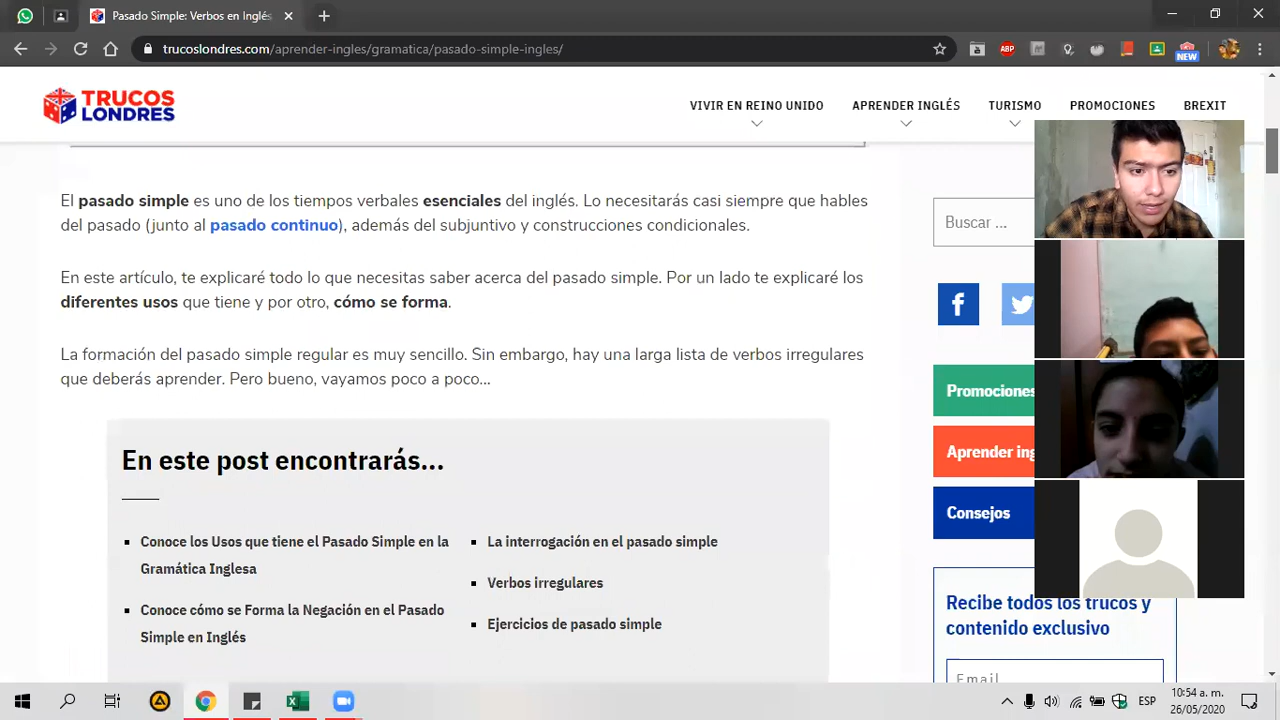 Pasado Simple: Verbos en Inglés
trucoslondres.com/aprender-ingles/gramatica/pasado-simple-ingles/
ABP
NEW
TRUCOS
LONDRES
VIVIR EN REINO UNIDO
APRENDER INGLÉS
TURISMO
PROMOCIONES
BREXIT
El pasado simple es uno de los tiempos verbales esenciales del inglés. Lo necesitarás casi siempre que hables
del pasado (junto al pasado continuo), además del subjuntivo y construcciones condicionales.
En este artículo, te explicaré todo lo que necesitas saber acerca del pasado simple. Por un lado te explicaré los
diferentes usos que tiene y por otro, cómo se forma.
La formación del pasado simple regular es muy sencillo. Sin embargo, hay una larga lista de verbos irregulares
que deberás aprender. Pero bueno, vayamos poco a poco...
En este post encontrarás...
Conoce los Usos que tiene el Pasado Simple en la
Gramática Inglesa
Conoce cómo se Forma la Negación en el Pasado
Simple en Inglés
La interrogación en el pasado simple
Verbos irregulares
Ejercicios de pasado simple
Buscar ...
Promociones
Aprender ing
Consejos
Recibe todos los trucos y
contenido exclusivo
Email
ESP
10:54 a. m.
26/05/2020